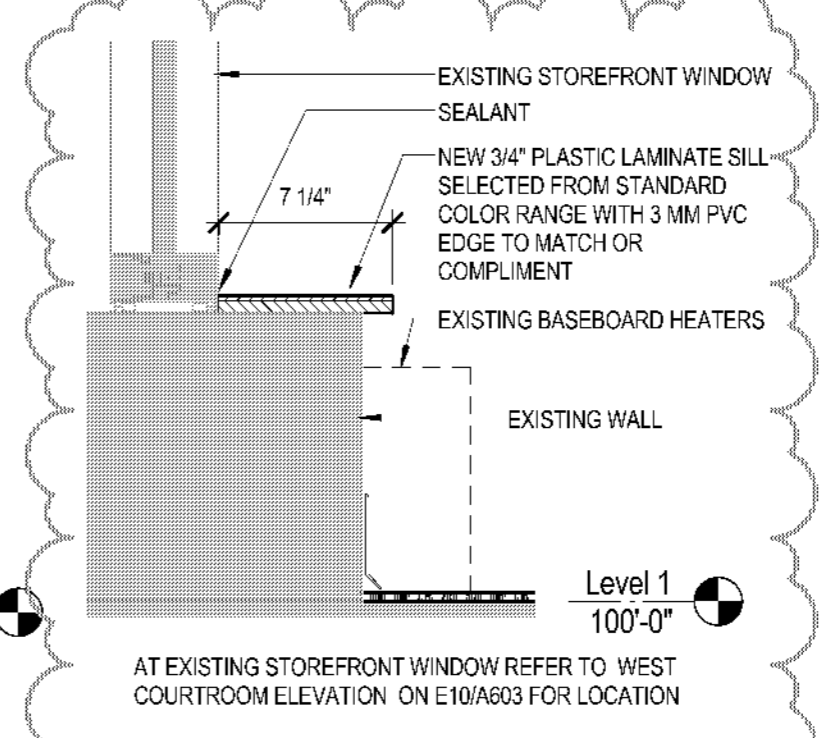 EXISTING STOREFRONT WINDOW
SEALANT
NEW 3/4" PLASTIC LAMINATE SILL
SELECTED FROM STANDARD
COLOR RANGE WITH 3 MM PVC
EDGE TO MATCH OR
COMPLIMENT
7 1/4"
EXISTING BASEBOARD HEATERS
EXISTING WALL
Level 1
100'-0"
AT EXISTING STOREFRONT WINDOW REFER TO WEST
COURTROOM ELEVATION ON E10/A603 FOR LOCATION